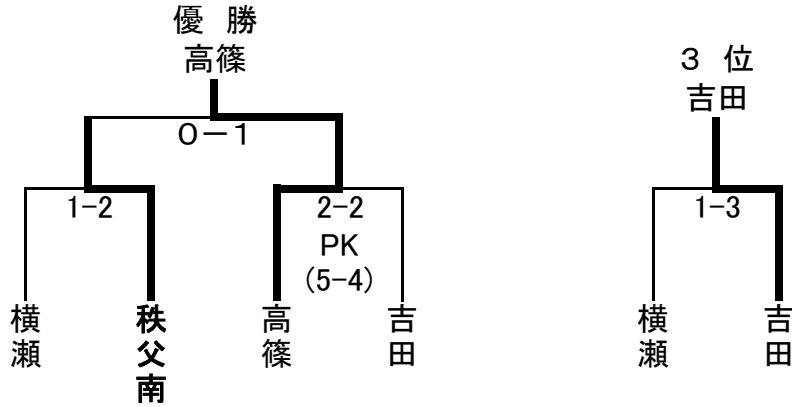 優 勝
高篠
0－1
1-2
2-2
PK
(5-4)
横瀬
秩父南
高篠
吉田
3 位
吉田
1-3
横瀬
吉田